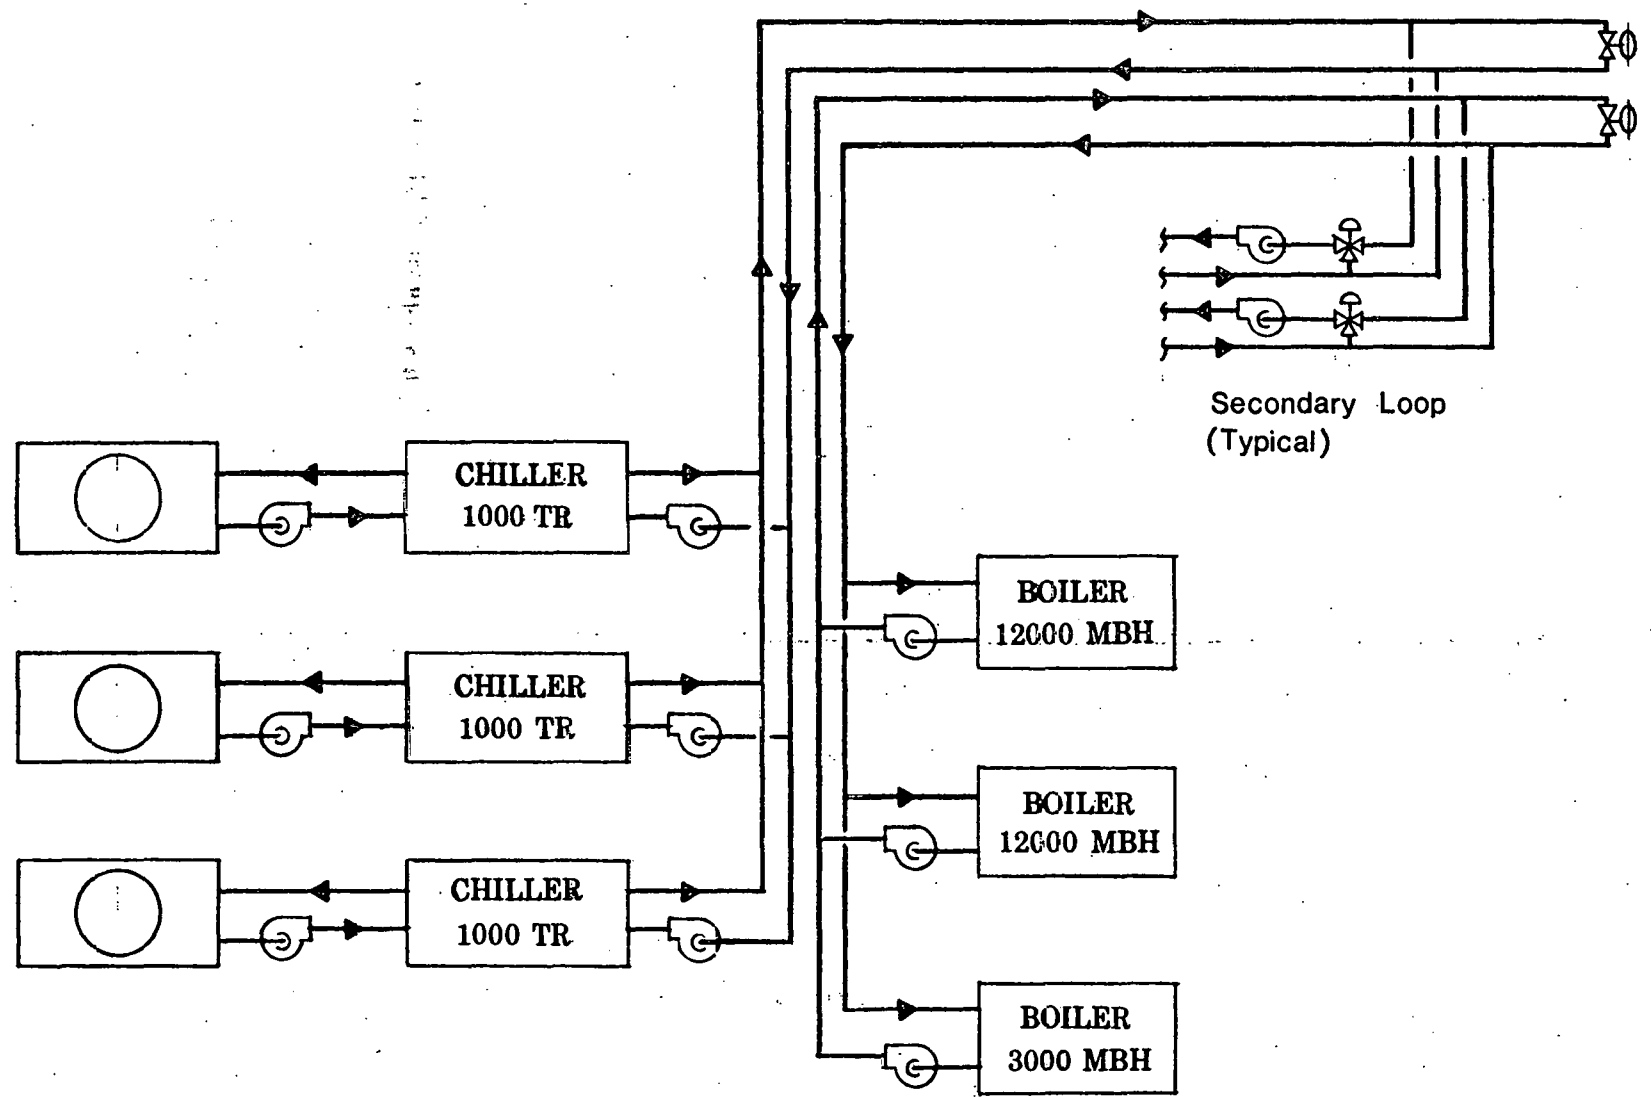 Secondary Loop
(Typical)
CHILLER
1000 TR
BOILER
12000 MBH
CHILLER
1000 TR
BOILER
12000 MBH
CHILLER
1000 TR
BOILER
3000 MBH